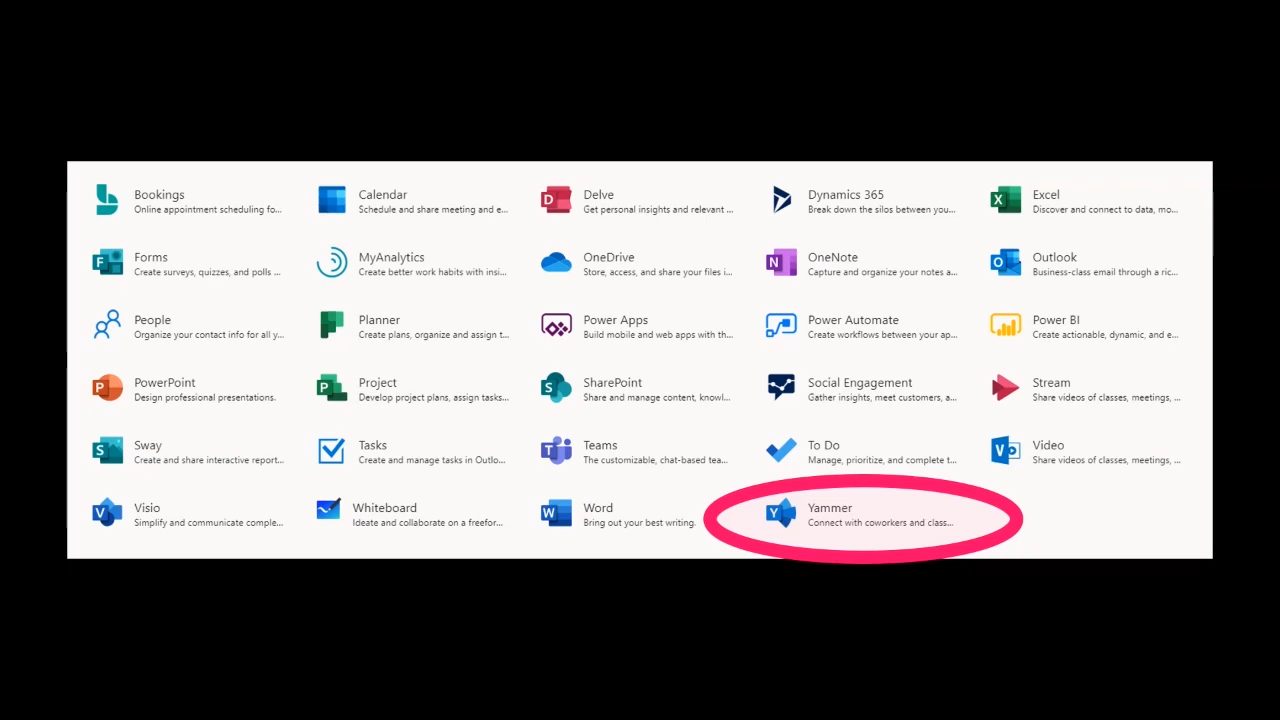 Bookings
Online appointment scheduling fo...
Calendar
Schedule and share meeting and e...
Delve
Get personal insights and relevant ...
Dynamics 365
Break down the silos between you...
Excel
Discover and connect to data, mo...
Forms
Create surveys, quizzes, and polls ...
MyAnalytics
Create better work habits with insi...
OneDrive
Store, access, and share your files i...
OneNote
Capture and organize your notes a...
Outlook
Business-class email through a ric...
People
Organize your contact info for all y...
Planner
Create plans, organize and assign t...
Power Apps
Build mobile and web apps with th...
Power Automate
Create workflows between your ap...
Power BI
Create actionable, dynamic, and e...
PowerPoint
Design professional presentations.
Project
Develop project plans, assign tasks...
SharePoint
Share and manage content, knowl...
Social Engagement
Gather insights, meet customers, a...
Stream
Share videos of classes, meetings, ...
Sway
Create and share interactive report...
Tasks
Create and manage tasks in Outlo...
Teams
The customizable, chat-based tea...
To Do
Manage, prioritize, and complete t...
Video
Share videos of classes, meetings, ...
Visio
Simplify and communicate comple...
Whiteboard
Ideate and collaborate on a freefor...
Word
Bring out your best writing.
Yammer
Connect with coworkers and class...